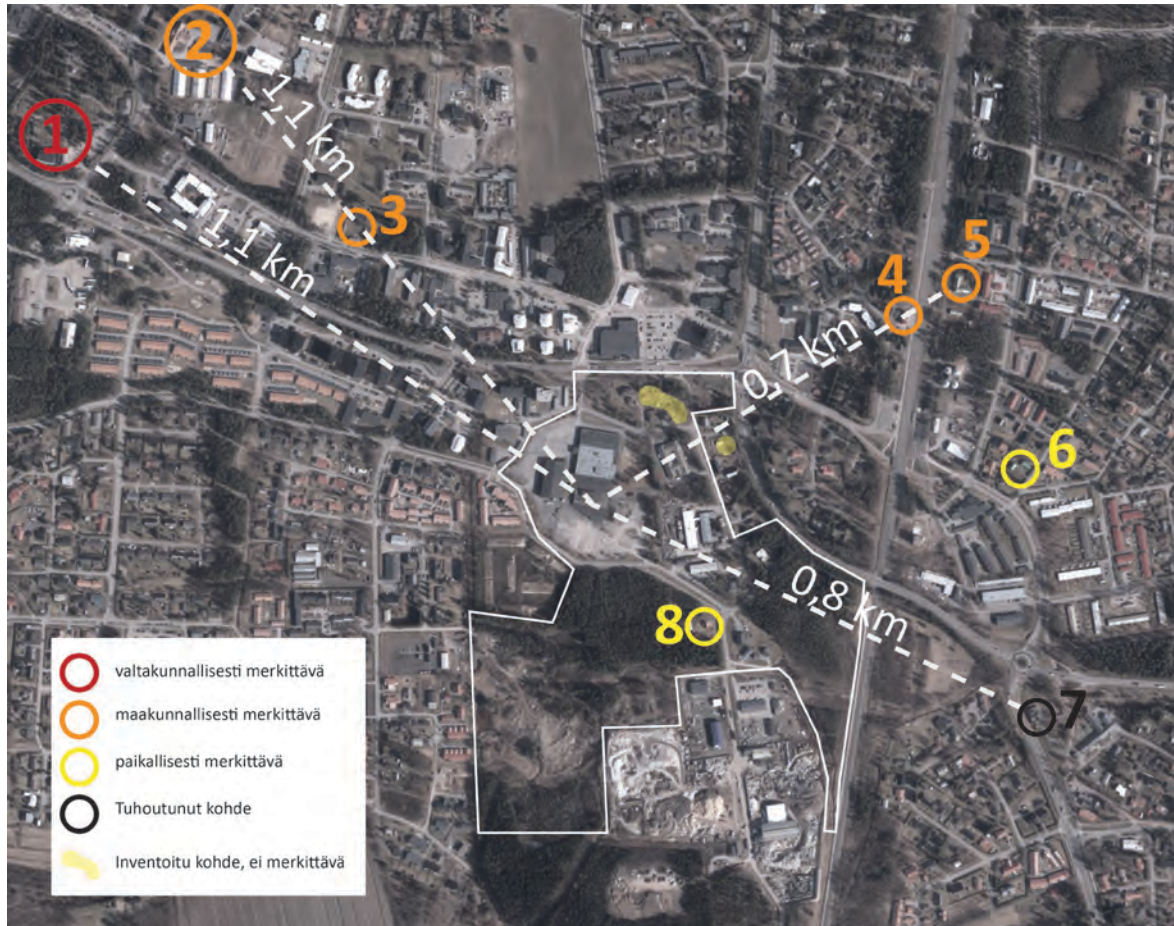 2
1,1 km
1
3
1,1 km
5
4
0,7 km
6
0,8 km
8
7
valtakunnallisesti merkittävä
maakunnallisesti merkittävä
paikallisesti merkittävä
Tuhoutunut kohde
Inventoitu kohde, ei merkittävä